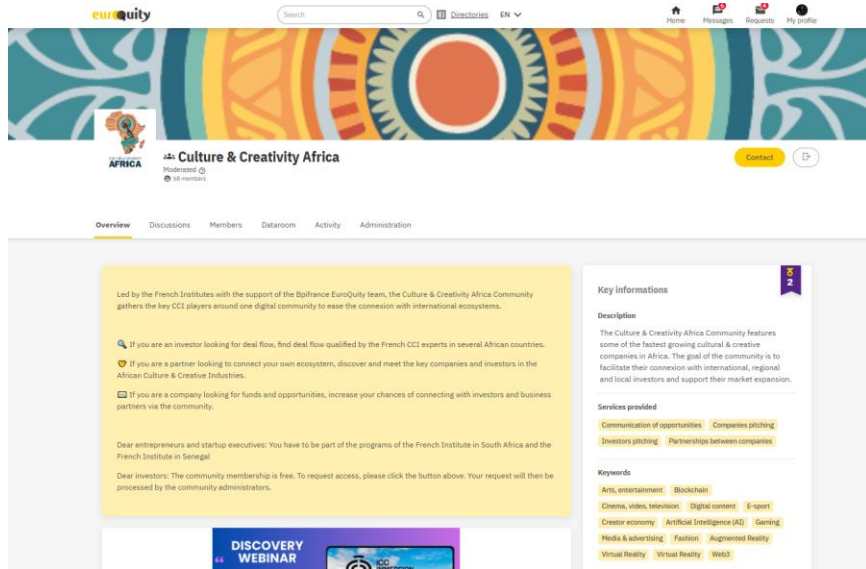 euroquity
Search
Directories
EN
Home
Messages
Requests
My profile
AFRICA
Culture & Creativity Africa
Moderated
58 members
Contact
Overview
Discussions
Members
Dataroom
Activity
Administration
Led by the French Institutes with the support of the Bpifrance EuroQuity team, the Culture & Creativity Africa Community
gathers the key CCI players around one digital community to ease the connexion with international ecosystems.
If you are an investor looking for deal flow, find deal flow qualified by the French CCI experts in several African countries.
If you are a partner looking to connect your own ecosystem, discover and meet the key companies and investors in the
African Culture & Creative Industries.
If you are a company looking for funds and opportunities, increase your chances of connecting with investors and business
partners via the community.
Dear entrepreneurs and startup executives: You have to be part of the programs of the French Institute in South Africa and the
French Institute in Senegal
Dear investors: The community membership is free. To request access, please click the button above. Your request will then be
processed by the community administrators.
DISCOVERY
WEBINAR
ICC
Key informations
2
Description
The Culture & Creativity Africa Community features
some of the fastest growing cultural & creative
companies in Africa. The goal of the community is to
facilitate their connexion with international, regional
and local investors and support their market expansion.
Services provided
Communication of opportunities
Companies pitching
Investors pitching
Partnerships between companies
Keywords
Arts, entertainment
Blockchain
Cinema, video, television
Digital content
E-sport
Creator economy
Artificial Intelligence (AI)
Gaming
Media & advertising
Fashion
Augmented Reality
Virtual Reality
Virtual Reality
Web3